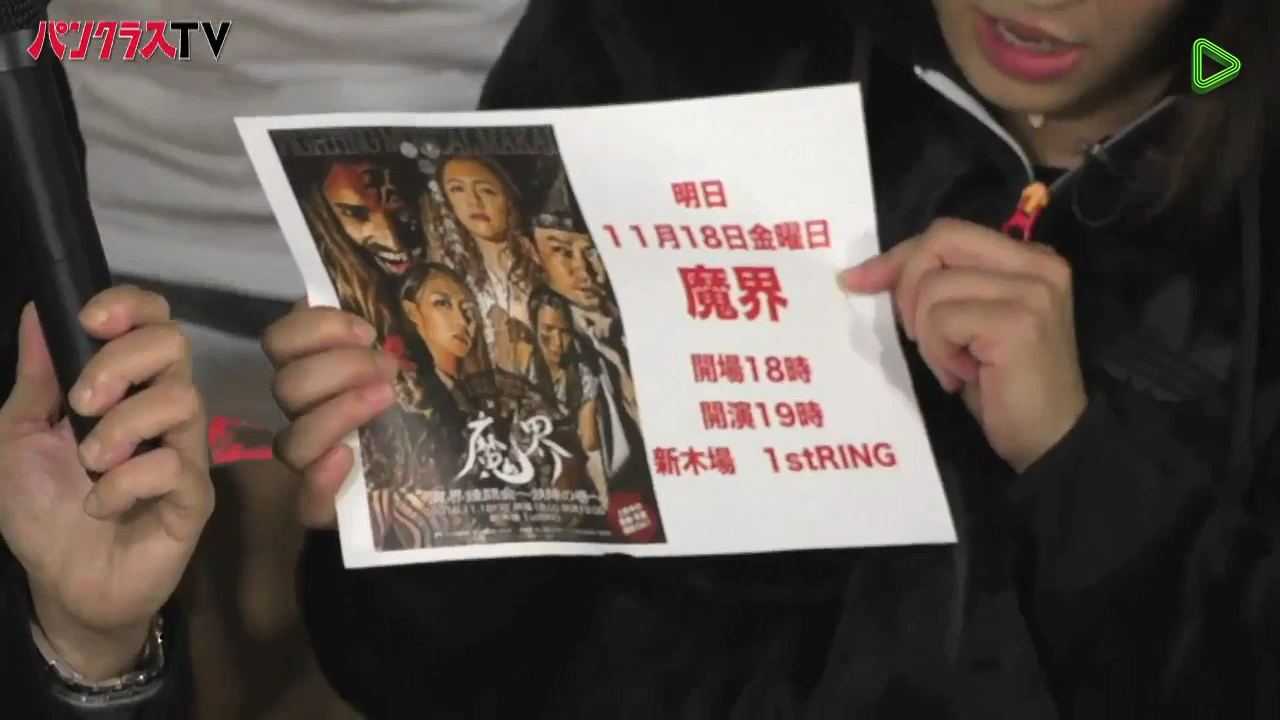 パンクラスTV
明日
11月18日金曜日
魔界
開場18時
開演19時
新木場 1stRING
魔界